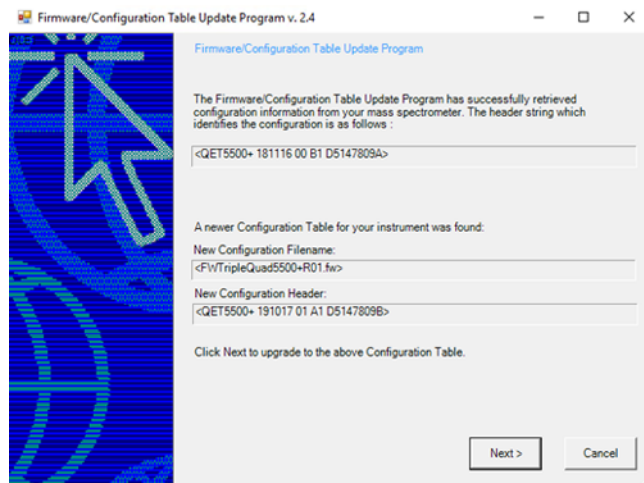 Firmware/Configuration Table Update Program v. 2.4
Firmware/Configuration Table Update Program
The Firmware/Configuration Table Update Program has successfully retrieved
configuration information from your mass spectrometer. The header string which
identifies the configuration is as follows :
<QET5500+ 181116 00 B1 D5147809A>
A newer Configuration Table for your instrument was found:
New Configuration Filename:
<FWTripleQuad5500+R01.fw>
New Configuration Header:
<QET5500+ 191017 01 A1 D5147809B>
Click Next to upgrade to the above Configuration Table.
Next >
Cancel